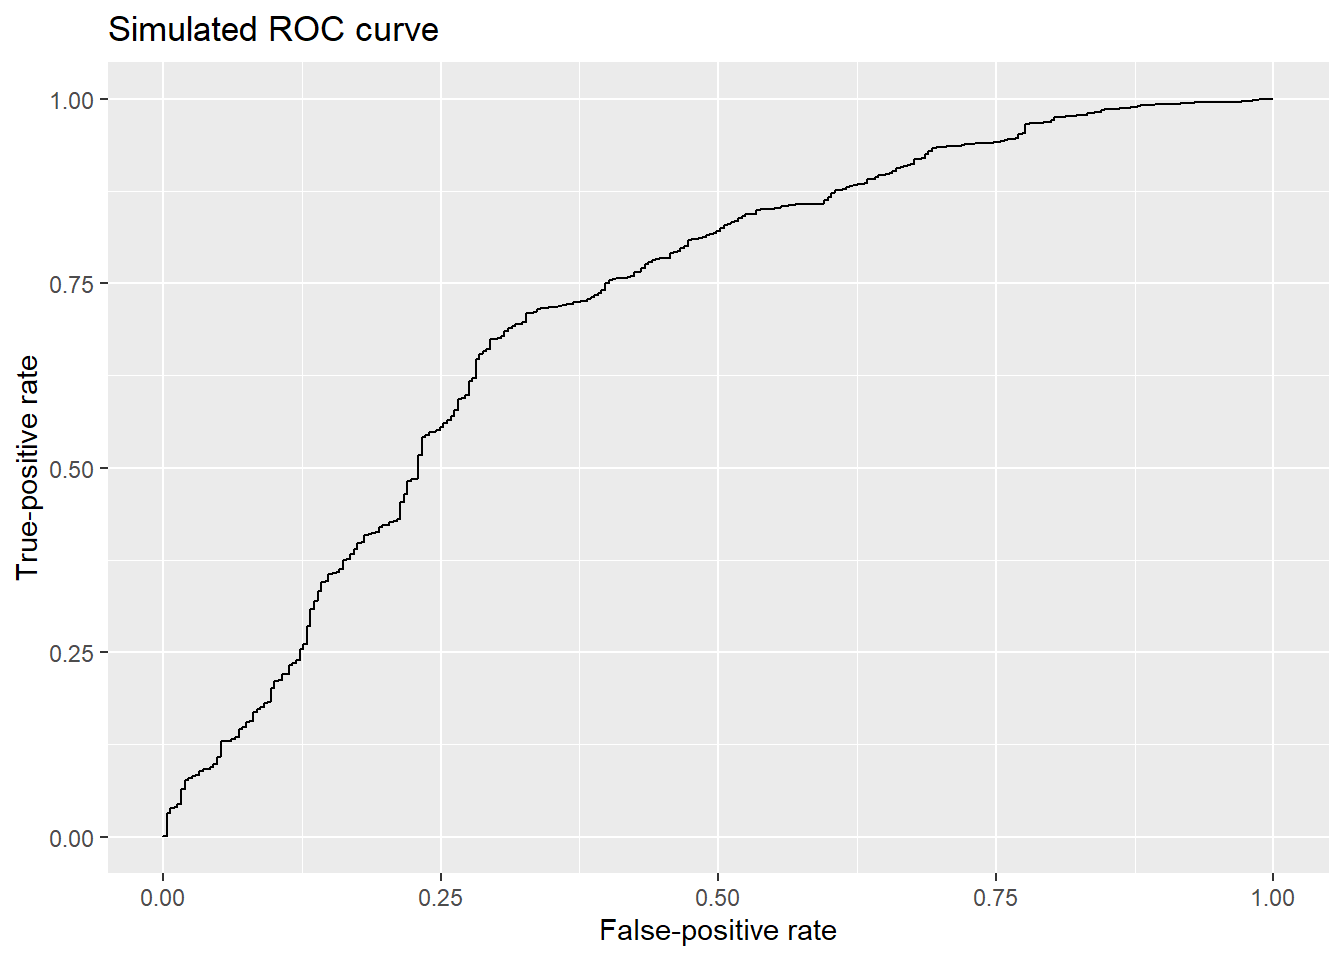 Simulated ROC curve
1.00
0.75
0.50
0.25
0.00
True-positive rate
0.00 0.25 0.50 0.75 1.00
False-positive rate